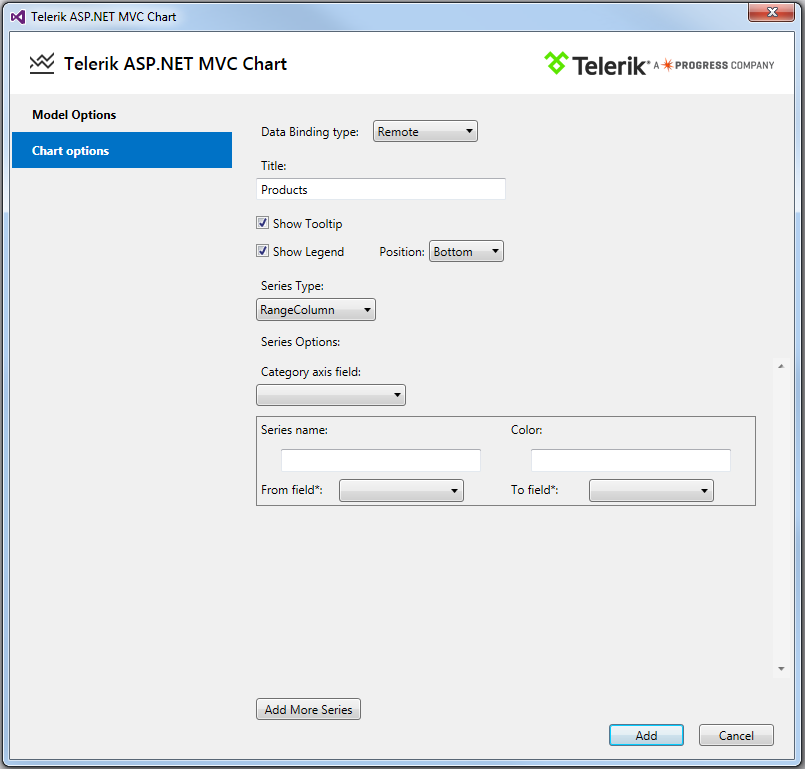 Telerik ASP.NET MVC Chart
Telerik ASP.NET MVC Chart
Telerik® A PROGRESS COMPANY
Model Options
Chart options
Data Binding type: Remote
Title:
Products
Show Tooltip
Show Legend Position: Bottom
Series Type:
RangeColumn
Series Options:
Category axis field:
Series name: Color:
From field*: To field*:
Add More Series
Add Cancel